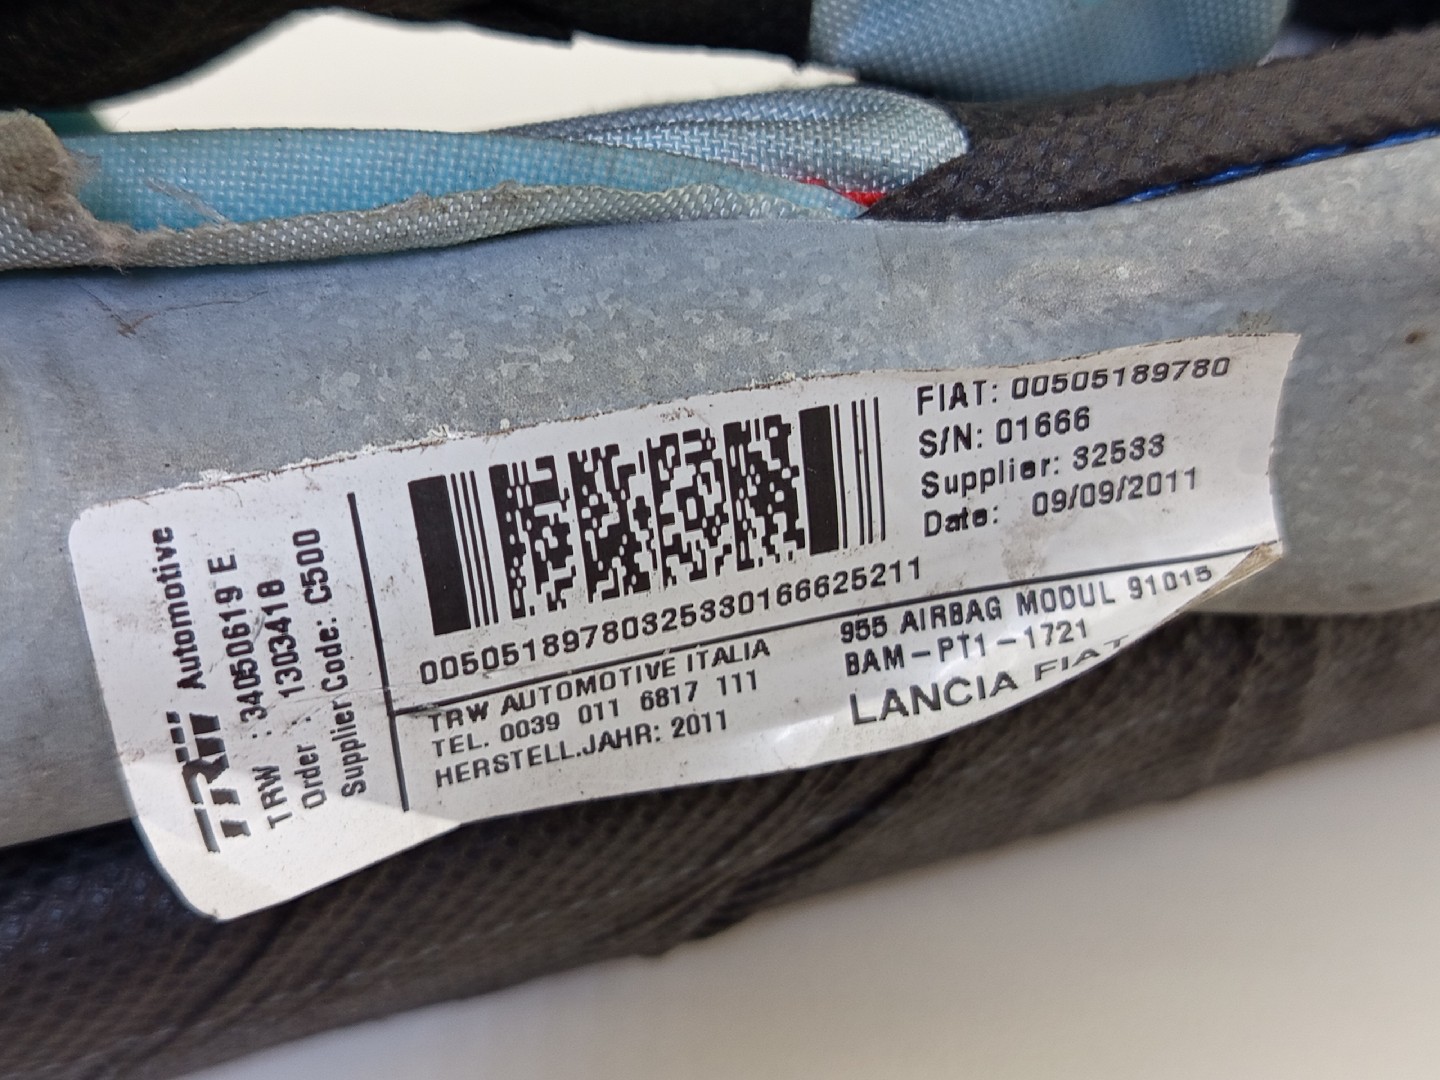 TRW Automotive
TRW : 34050619 E
Order : 1303418
Supplier Code: C500
FIAT: 00505189780
S/N: 01666
Supplier: 32533
Date: 09/09/2011
00505189780325330166625211
TRW AUTOMOTIVE ITALIA
TEL. 0039 011 6817 111
HERSTELL.JAHR: 2011
955 AIRBAG MODUL 91015
BAM-PT1-1721
LANCIA FIAT